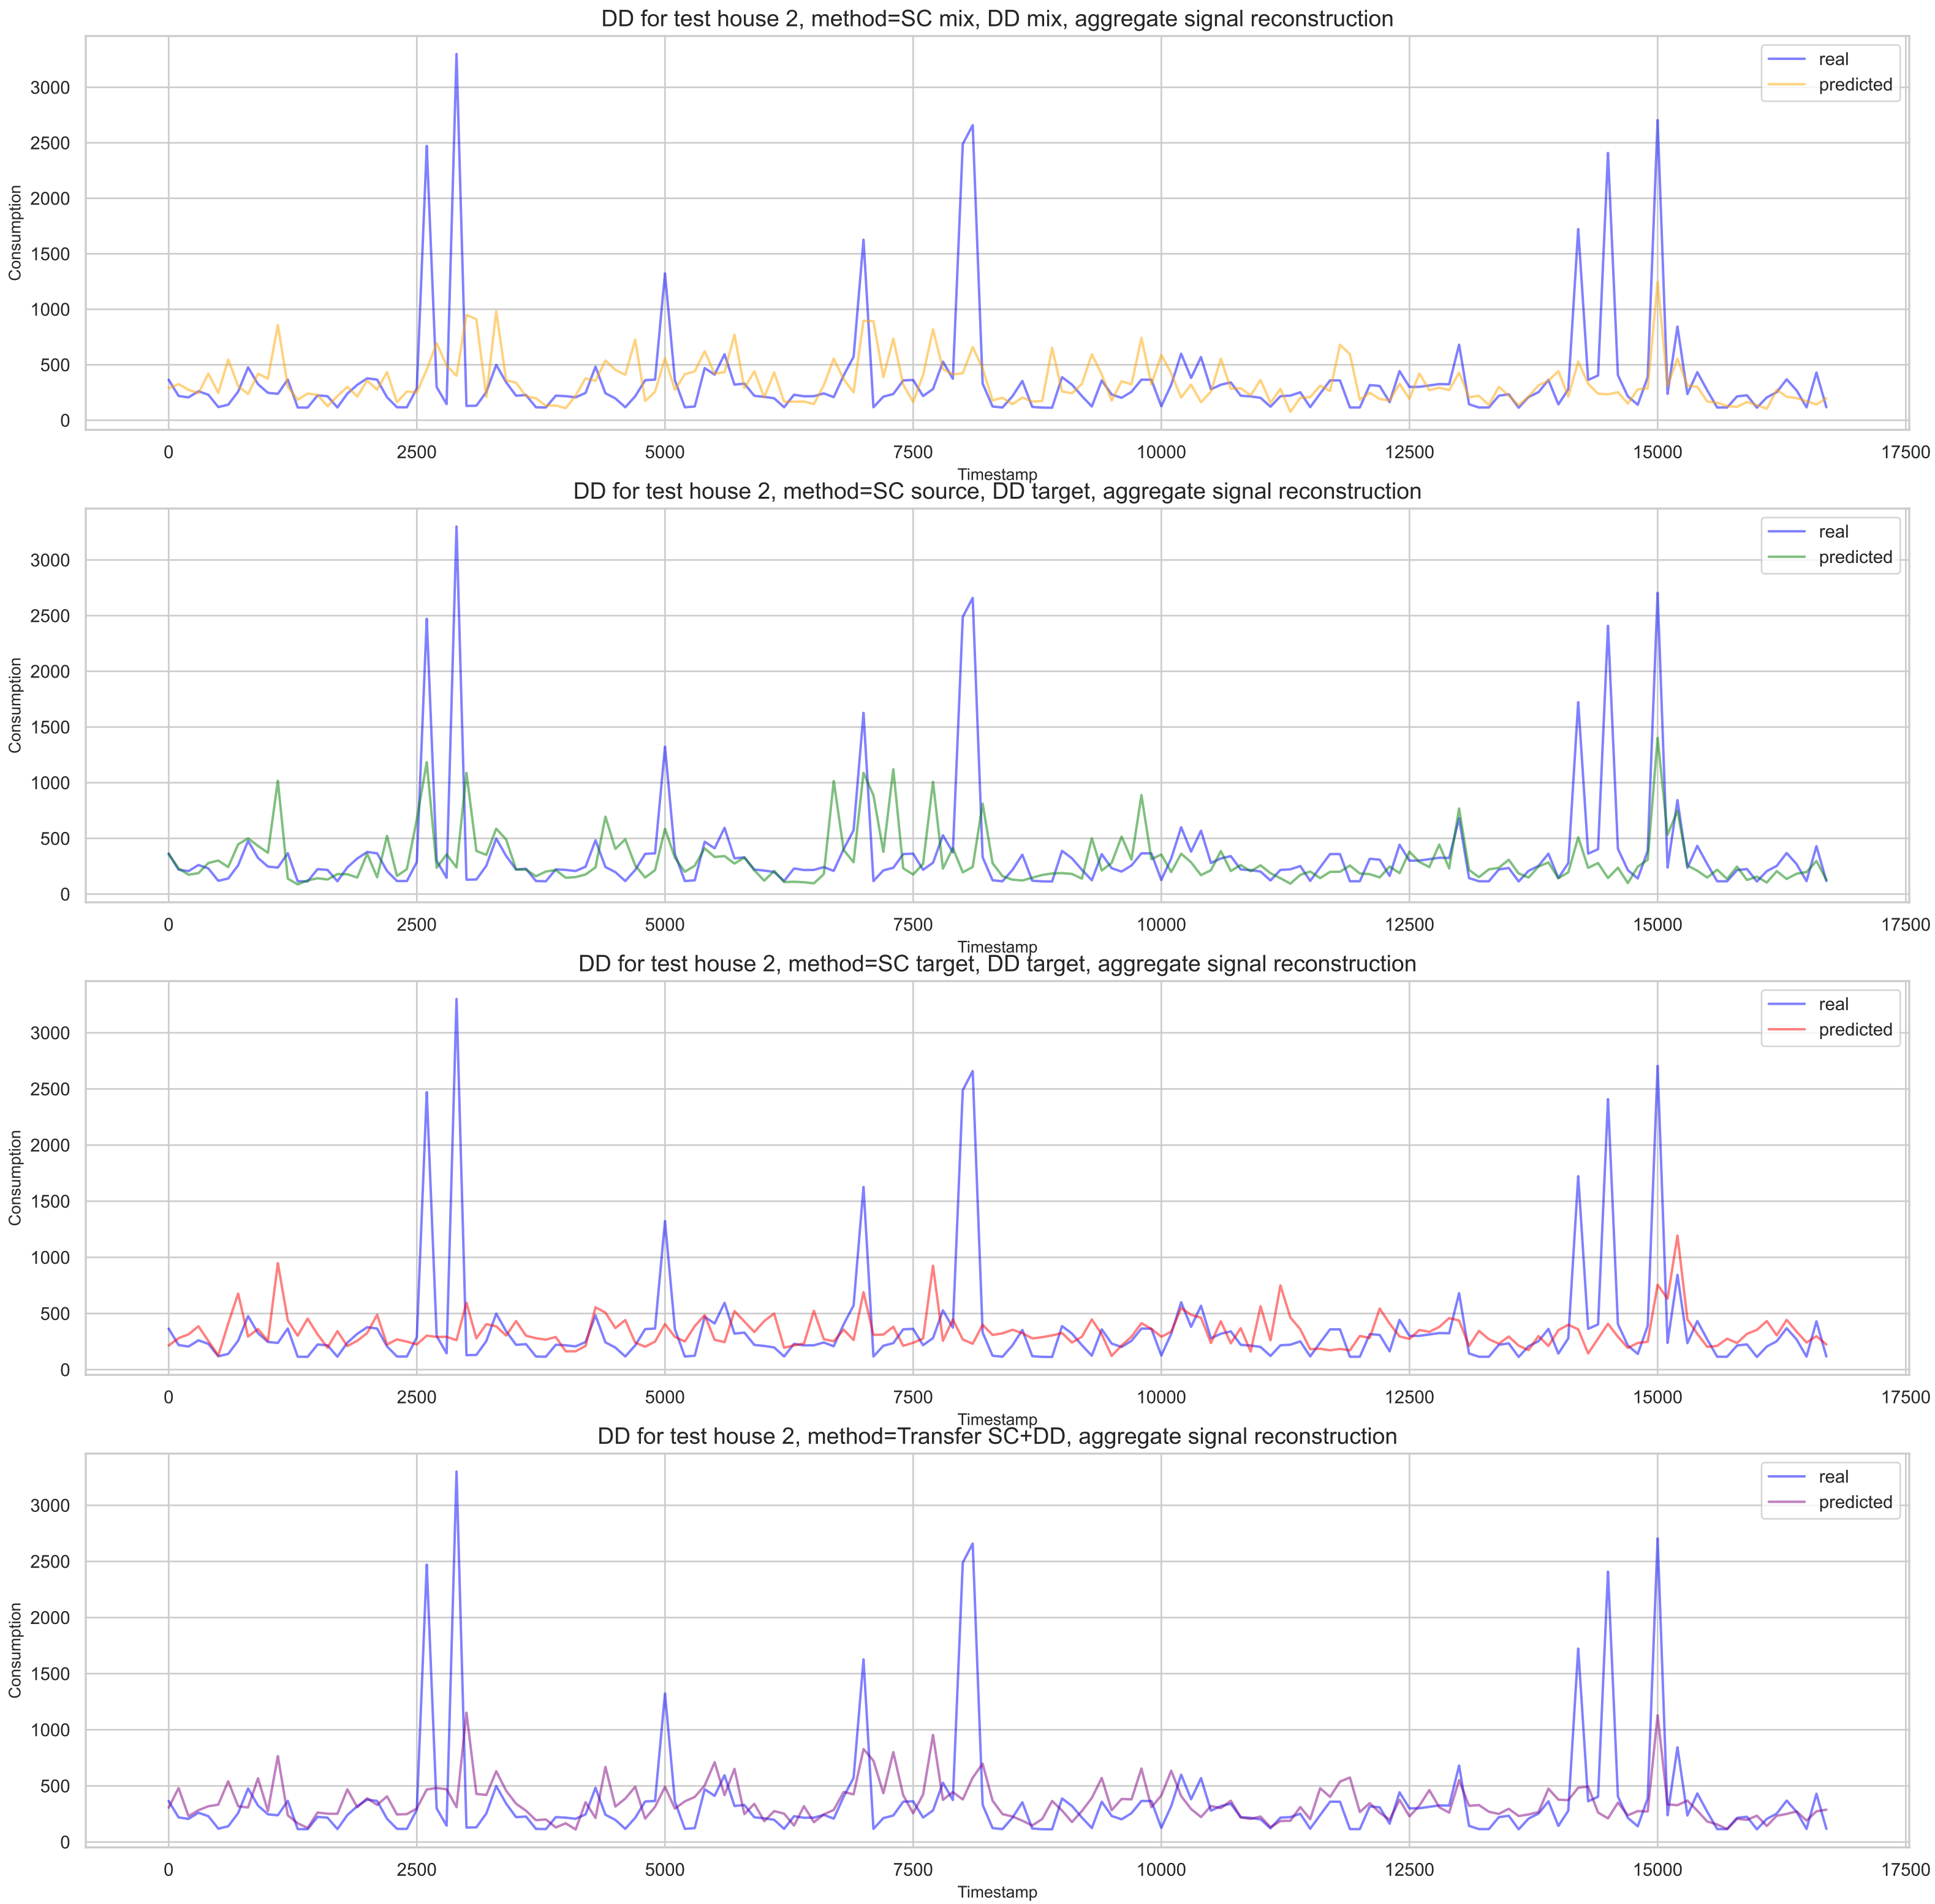 DD for test house 2, method=SC mix, DD mix, aggregate signal reconstruction
real
predicted
3000
2500
2000
1500
1000
500
0
Consumption
0 2500 5000 7500 10000 12500 15000 17500
Timestamp
DD for test house 2, method=SC source, DD target, aggregate signal reconstruction
real
predicted
3000
2500
2000
1500
1000
500
0
Consumption
0 2500 5000 7500 10000 12500 15000 17500
Timestamp
DD for test house 2, method=SC target, DD target, aggregate signal reconstruction
real
predicted
3000
2500
2000
1500
1000
500
0
Consumption
0 2500 5000 7500 10000 12500 15000 17500
Timestamp
DD for test house 2, method=Transfer SC+DD, aggregate signal reconstruction
real
predicted
3000
2500
2000
1500
1000
500
0
Consumption
0 2500 5000 7500 10000 12500 15000 17500
Timestamp